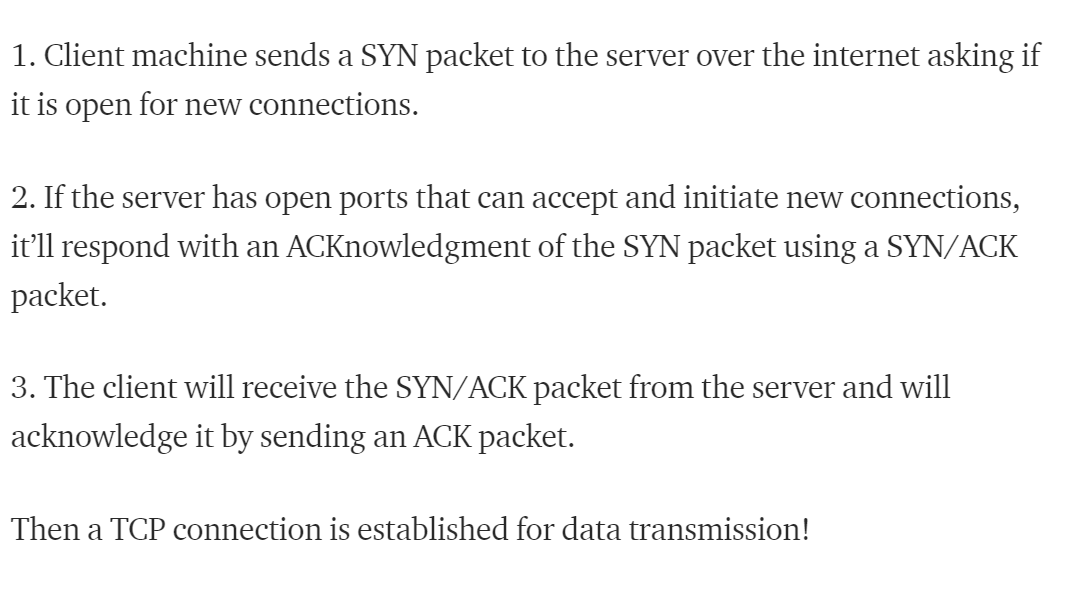 1. Client machine sends a SYN packet to the server over the internet asking if
it is open for new connections.
2. If the server has open ports that can accept and initiate new connections,
it’ll respond with an ACKnowledgment of the SYN packet using a SYN/ACK
packet.
3. The client will receive the SYN/ACK packet from the server and will
acknowledge it by sending an ACK packet.
Then a TCP connection is established for data transmission!